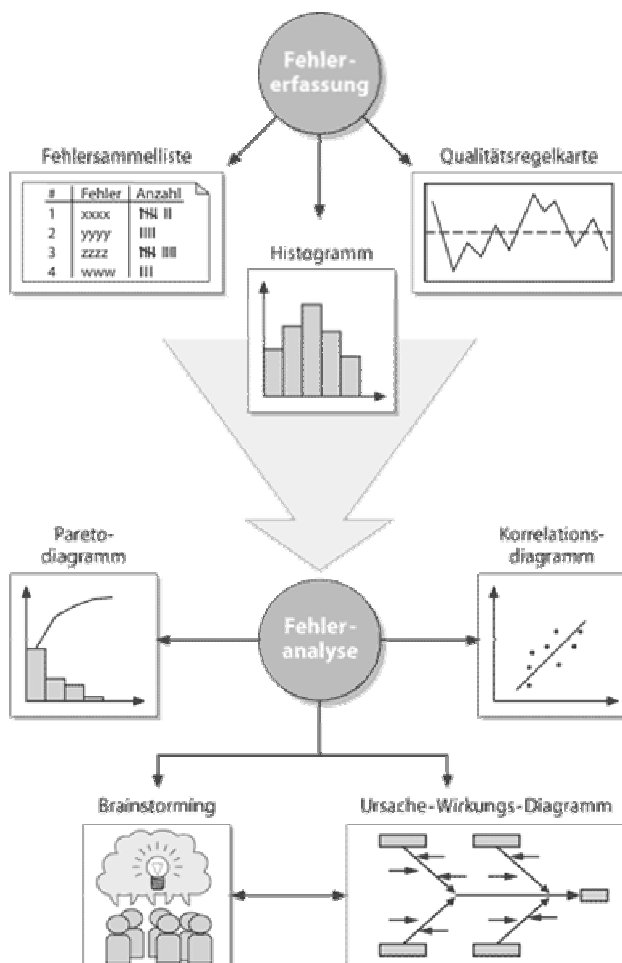 Fehler-
erfassung
Fehlersammelliste
Qualitätsregelkarte
# Fehler Anzahl
1 xxxx
2 yyyy
3 zzzz
4 www
Histogramm
Pareto-
diagramm
Korrelations-
diagramm
Fehler-
analyse
Brainstorming
Ursache-Wirkungs-Diagramm